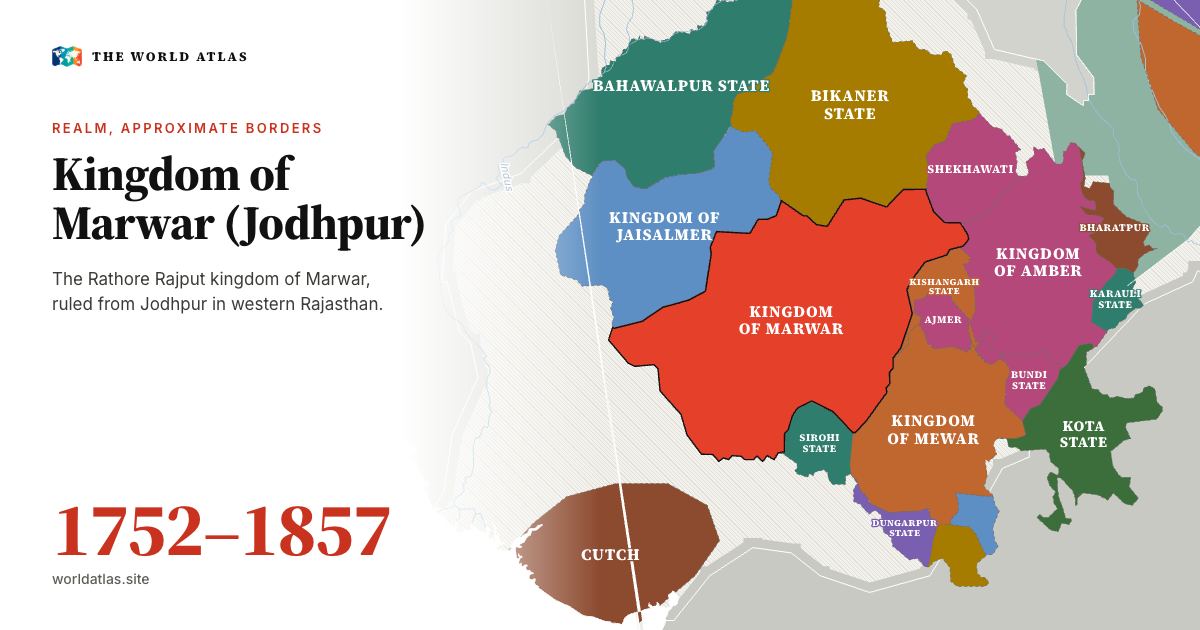 THE WORLD ATLAS
REALM, APPROXIMATE BORDERS
Kingdom of
Marwar (Jodhpur)
The Rathore Rajput kingdom of Marwar,
ruled from Jodhpur in western Rajasthan.
1752–1857
worldatlas.site
BAHAWALPUR STATE
BIKANER
STATE
Indus
SHEKHAWATI
KINGDOM OF
JAISALMER
BHARATPUR
KINGDOM
OF AMBER
KISHANGARH
STATE
KARAULI
STATE
KINGDOM
OF MARWAR
AJMER
BUNDI
STATE
KINGDOM
OF MEWAR
KOTA
STATE
SIROHI
STATE
DUNGARPUR
STATE
CUTCH